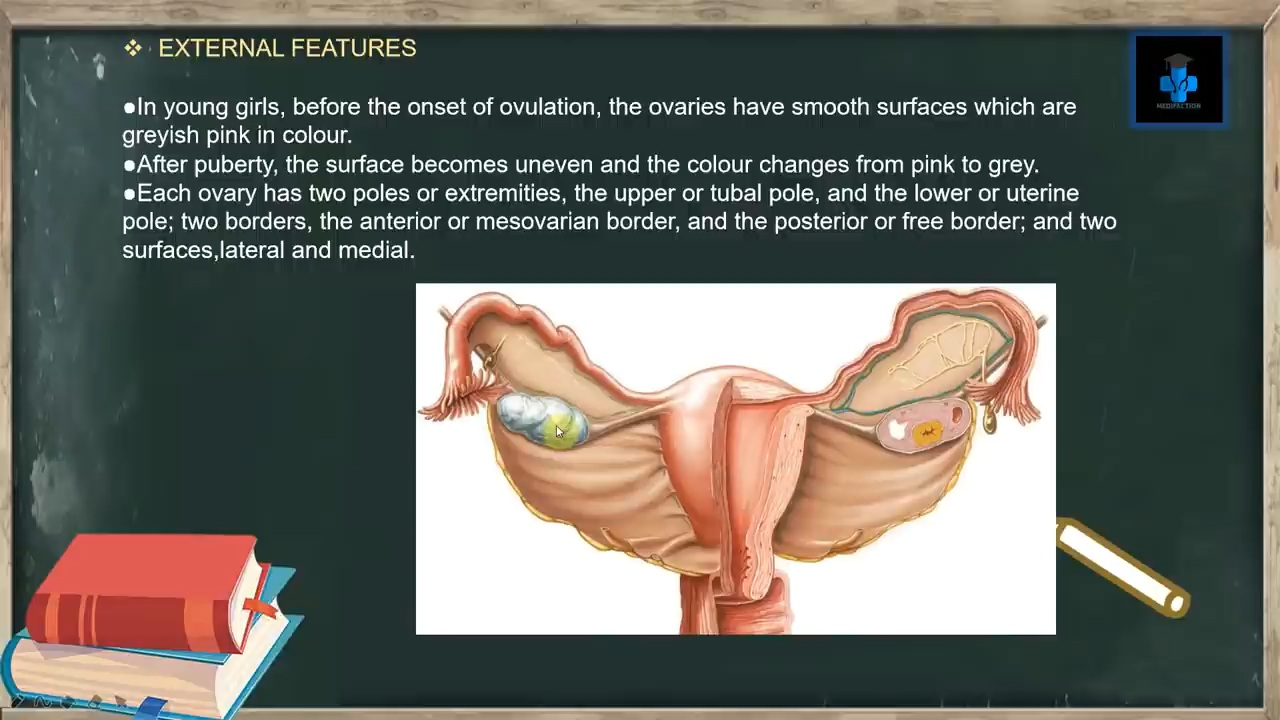 ❖ EXTERNAL FEATURES
●In young girls, before the onset of ovulation, the ovaries have smooth surfaces which are
greyish pink in colour.
●After puberty, the surface becomes uneven and the colour changes from pink to grey.
●Each ovary has two poles or extremities, the upper or tubal pole, and the lower or uterine
pole; two borders, the anterior or mesovarian border, and the posterior or free border; and two
surfaces,lateral and medial.
MEDIFACTION